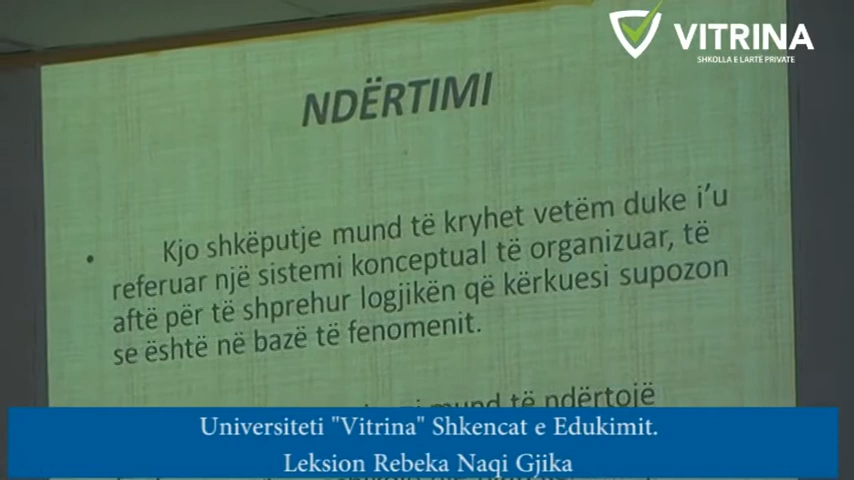 VITRINA
SHKOLLA E LARTË PRIVATE
NDËRTIMI
• Kjo shkëputje mund të kryhet vetëm duke i'u
referuar një sistemi konceptual të organizuar, të
aftë për të shprehur logjikën që kërkuesi supozon
se është në bazë të fenomenit.
mund të ndërtojë
Universiteti "Vitrina" Shkencat e Edukimit.
Leksion Rebeka Naqi Gjika